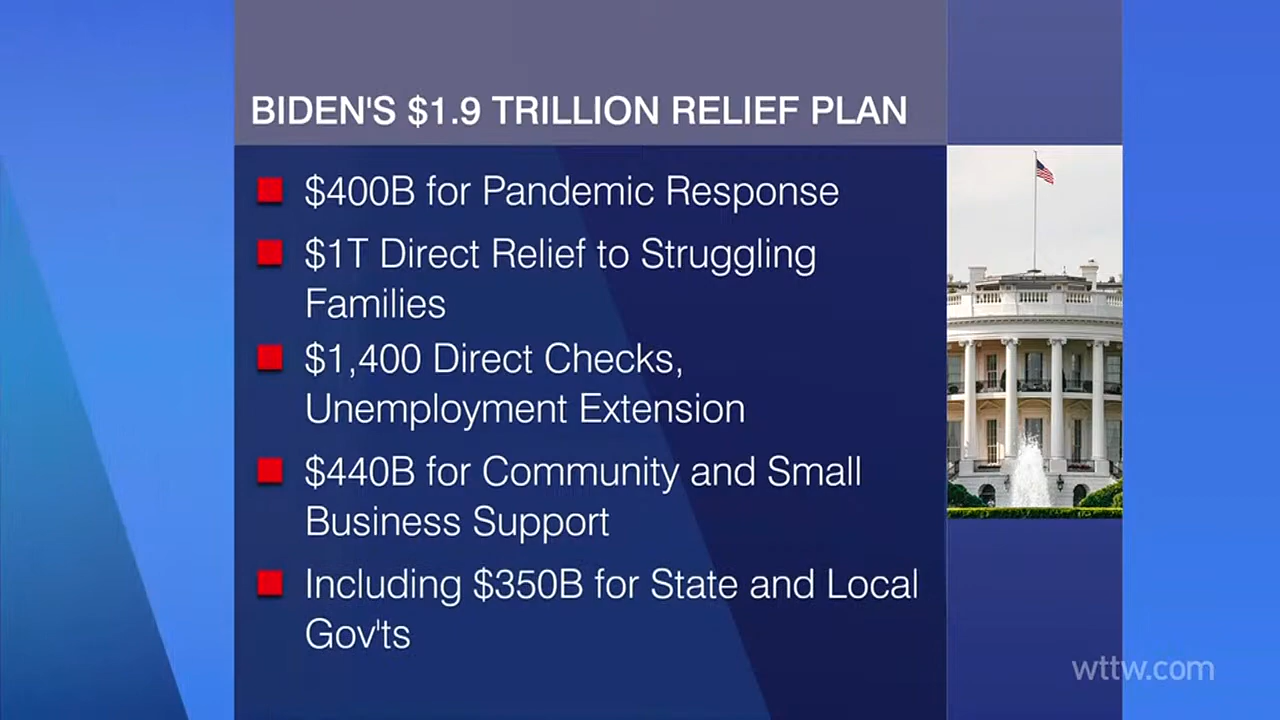 BIDEN'S $1.9 TRILLION RELIEF PLAN
$400B for Pandemic Response
$1T Direct Relief to Struggling
Families
$1,400 Direct Checks,
Unemployment Extension
$440B for Community and Small
Business Support
Including $350B for State and Local
Gov'ts
wttw.com